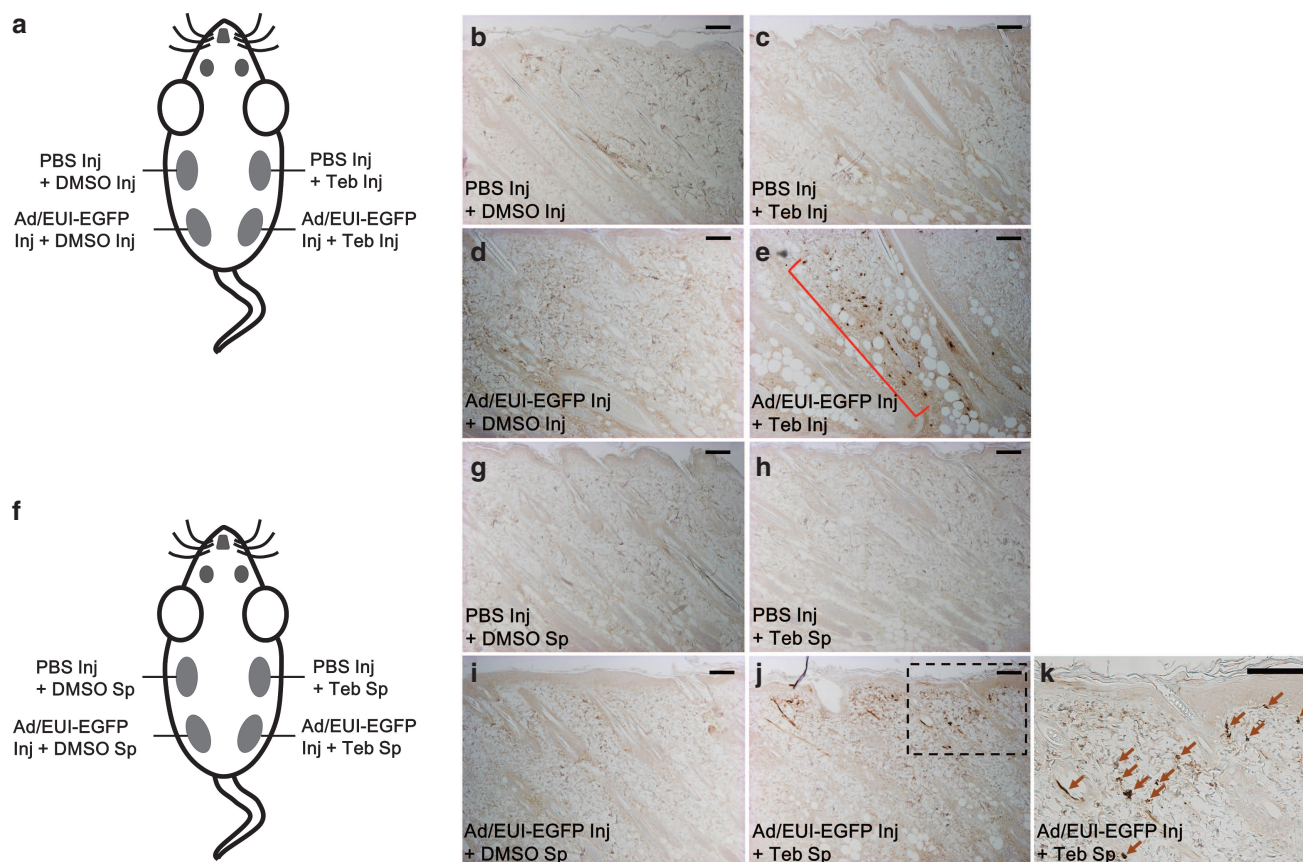 a
PBS Inj
+ DMSO Inj
PBS Inj
+ Teb Inj
Ad/EUI-EGFP
Inj + DMSO Inj
Ad/EUI-EGFP
Inj + Teb Inj
b
PBS Inj
+ DMSO Inj
c
PBS Inj
+ Teb Inj
d
Ad/EUI-EGFP Inj
+ DMSO Inj
e
Ad/EUI-EGFP Inj
+ Teb Inj
f
PBS Inj
+ DMSO Sp
PBS Inj
+ Teb Sp
Ad/EUI-EGFP
Inj + DMSO Sp
Ad/EUI-EGFP
Inj + Teb Sp
g
PBS Inj
+ DMSO Sp
h
PBS Inj
+ Teb Sp
i
Ad/EUI-EGFP Inj
+ DMSO Sp
j
Ad/EUI-EGFP Inj
+ Teb Sp
k
Ad/EUI-EGFP Inj
+ Teb Sp